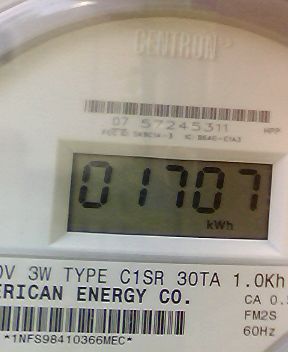 CENTRON
07 57245311 HPP
01707
kWh
0V 3W TYPE C1SR 30TA 1.0Kh
ERICAN ENERGY CO.
CA 0.
FM2S
60Hz
*1NFS98410366MEC*